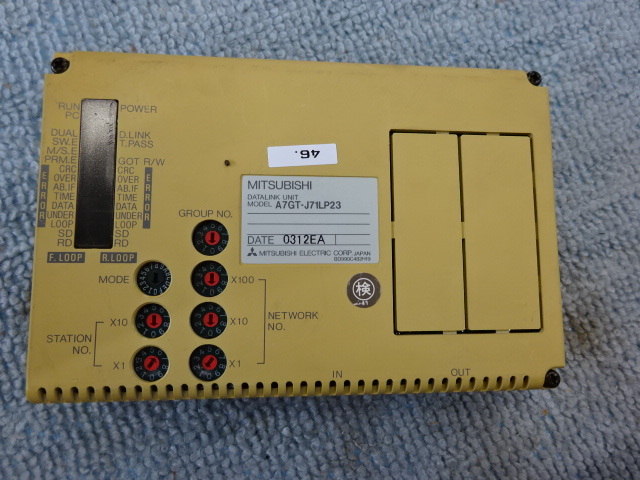 RUN POWER
PC
DUAL D.LINK
SW.E T.PASS
M/S.E
PRM.E GOT R/W
CRC CRC
OVER OVER
AB.IF AB.IF
TIME TIME
DATA DATA
UNDER UNDER
LOOP LOOP
SD SD
RD RD
ERROR ERROR
F.LOOP R.LOOP
46.
MITSUBISHI
DATALINK UNIT
MODEL A7GT-J71LP23
DATE 0312EA
MITSUBISHI ELECTRIC CORP. JAPAN
GROUP NO.
MODE X100
X10 X10
STATION NO. NETWORK NO.
X1 X1
検
41
IN OUT